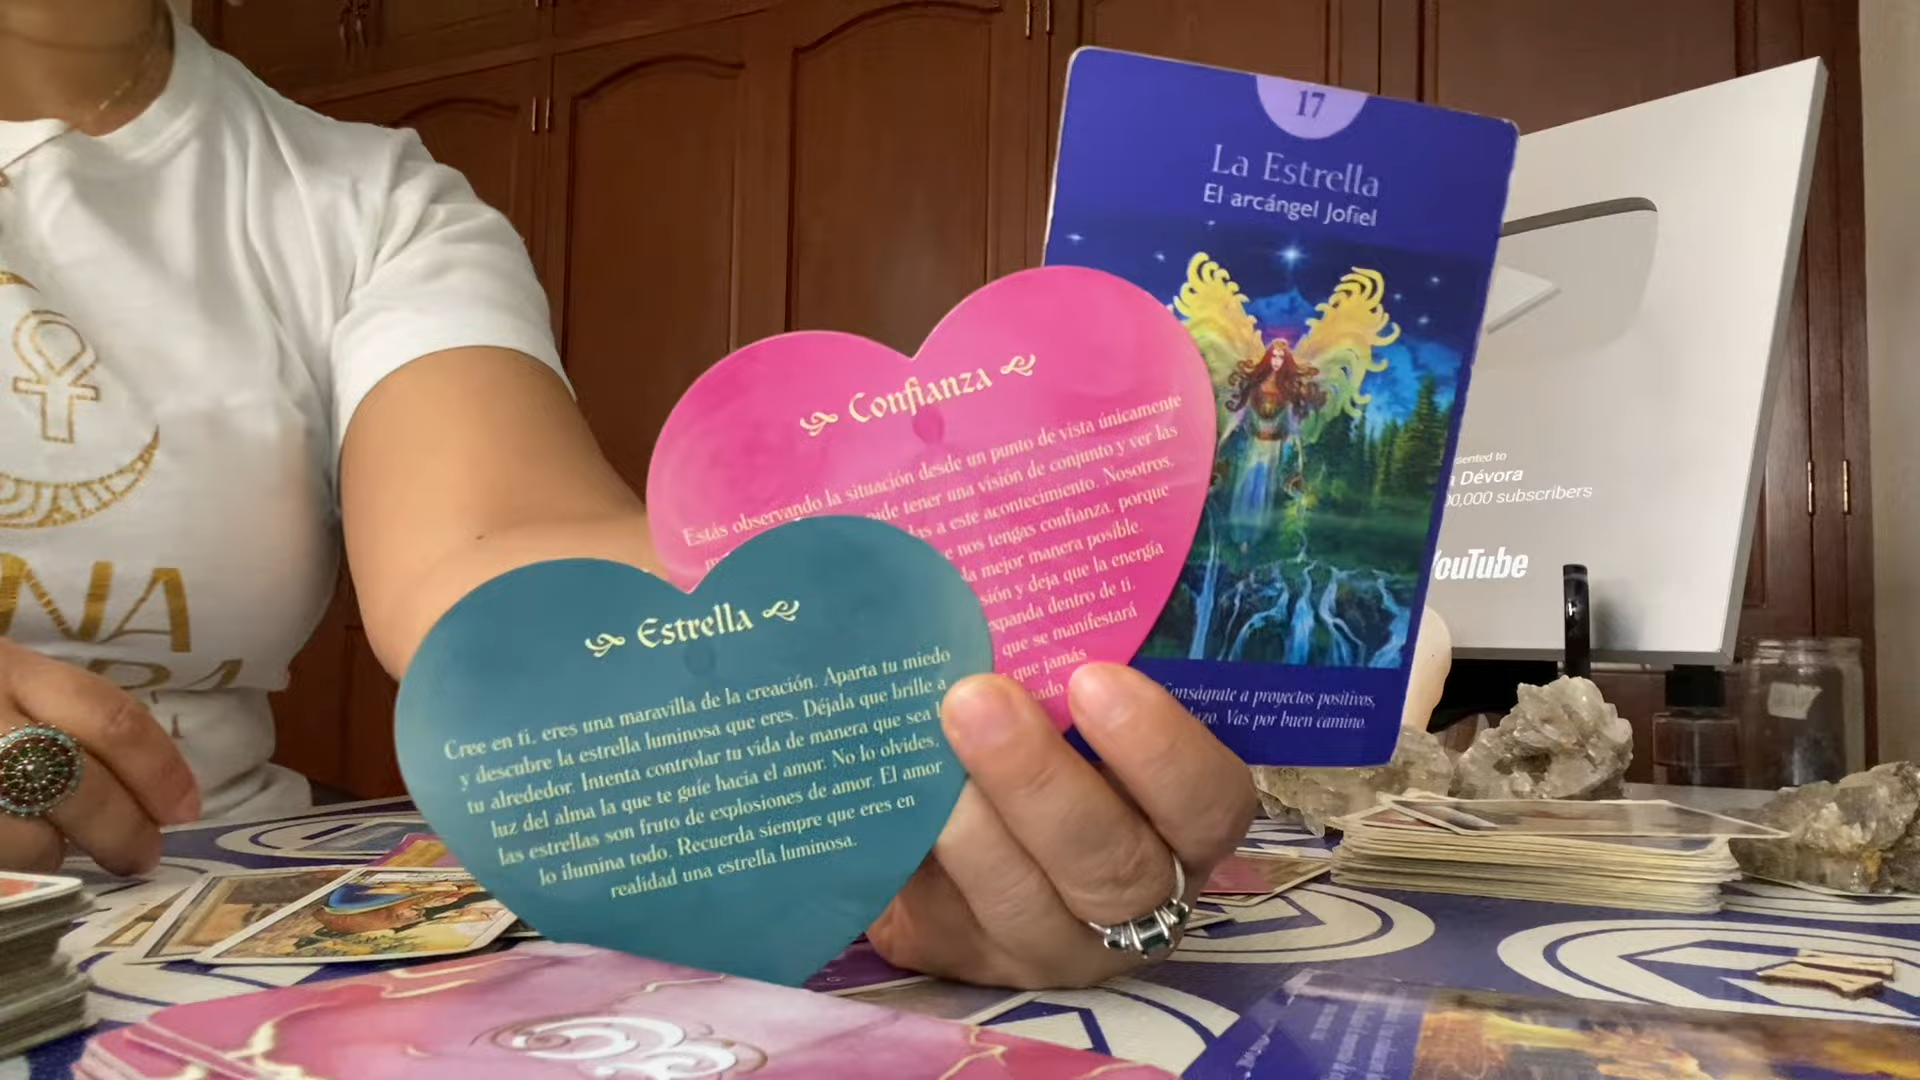 17
La Estrella
El arcángel Jofiel
Conságrate a proyectos positivos,
Vas por buen camino.
Confianza
Estás observando la situación desde un punto de vista únicamente
tener una visión de conjunto y ver las
a este acontecimiento. Nosotros,
nos tengas confianza, porque
la mejor manera posible.
y deja que la energía
expanda dentro de ti.
que se manifestará
que jamás
Estrella
Cree en ti, eres una maravilla de la creación. Aparta tu miedo
y descubre la estrella luminosa que eres. Déjala que brille a
tu alrededor. Intenta controlar tu vida de manera que sea l
luz del alma la que te guíe hacia el amor. No lo olvides,
las estrellas son fruto de explosiones de amor. El amor
lo ilumina todo. Recuerda siempre que eres en
realidad una estrella luminosa.
sented to
Dévora
00,000 subscribers
YouTube
NA